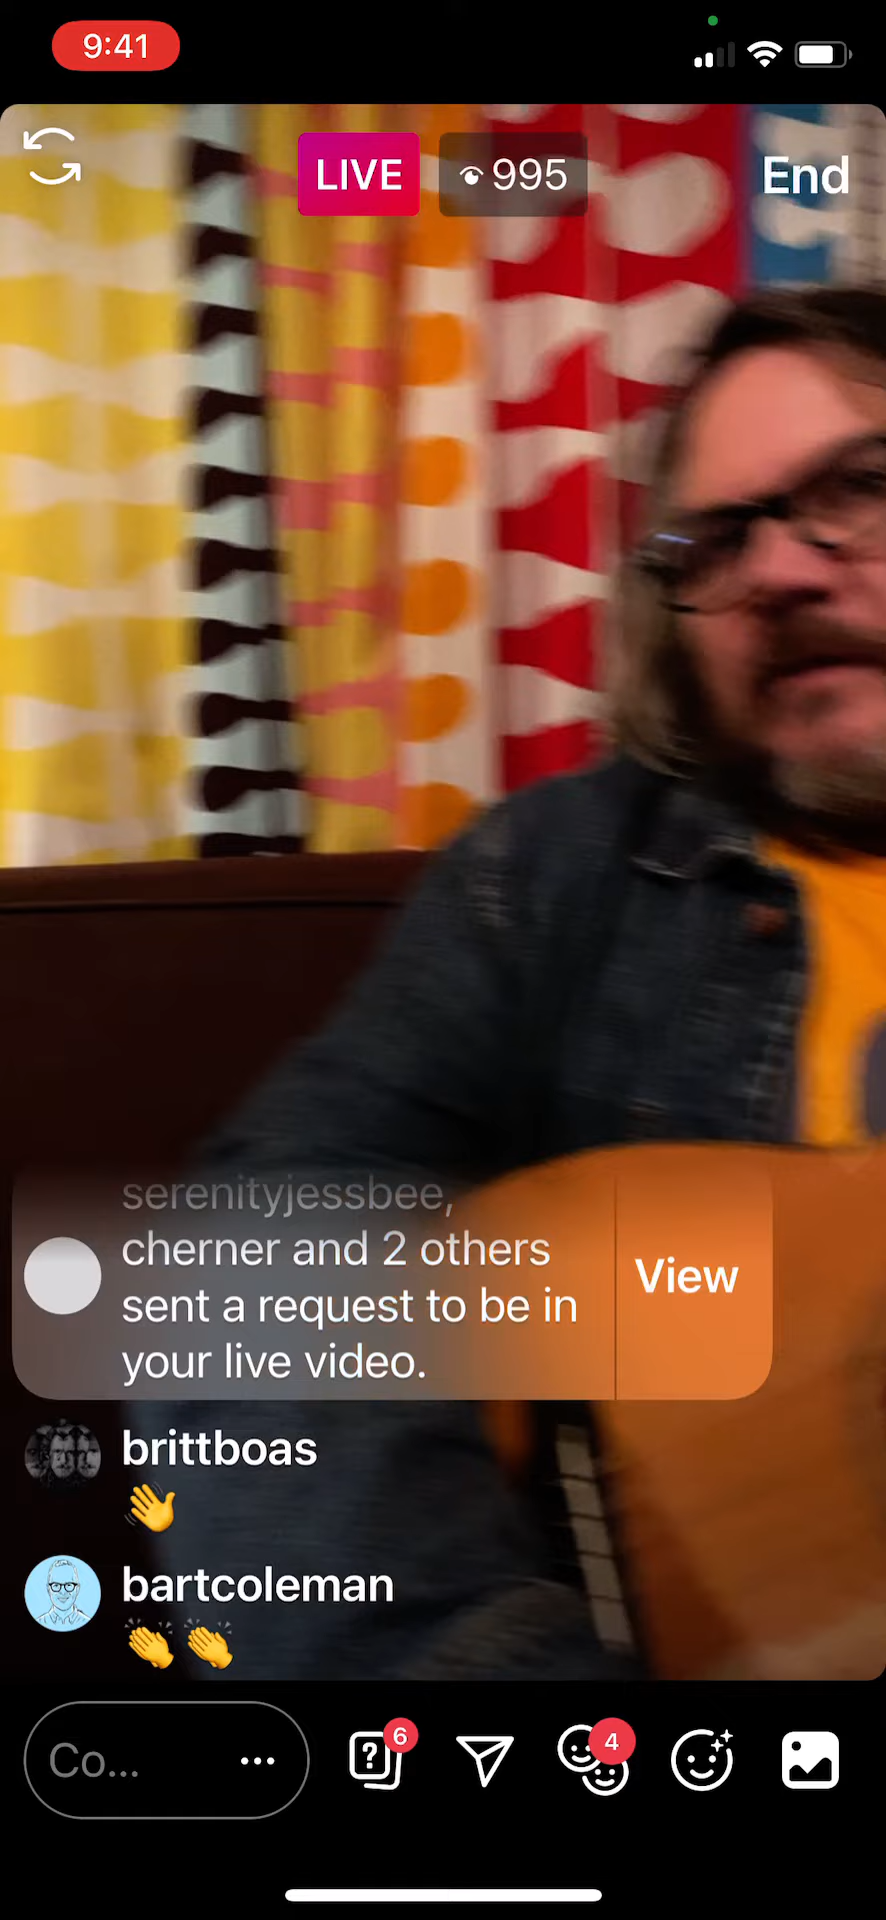 9:41
LIVE
995
End
serenityjessbee,
cherner and 2 others
sent a request to be in
your live video.
View
brittboas
👋
bartcoleman
👏👏
Co...
6
?
4